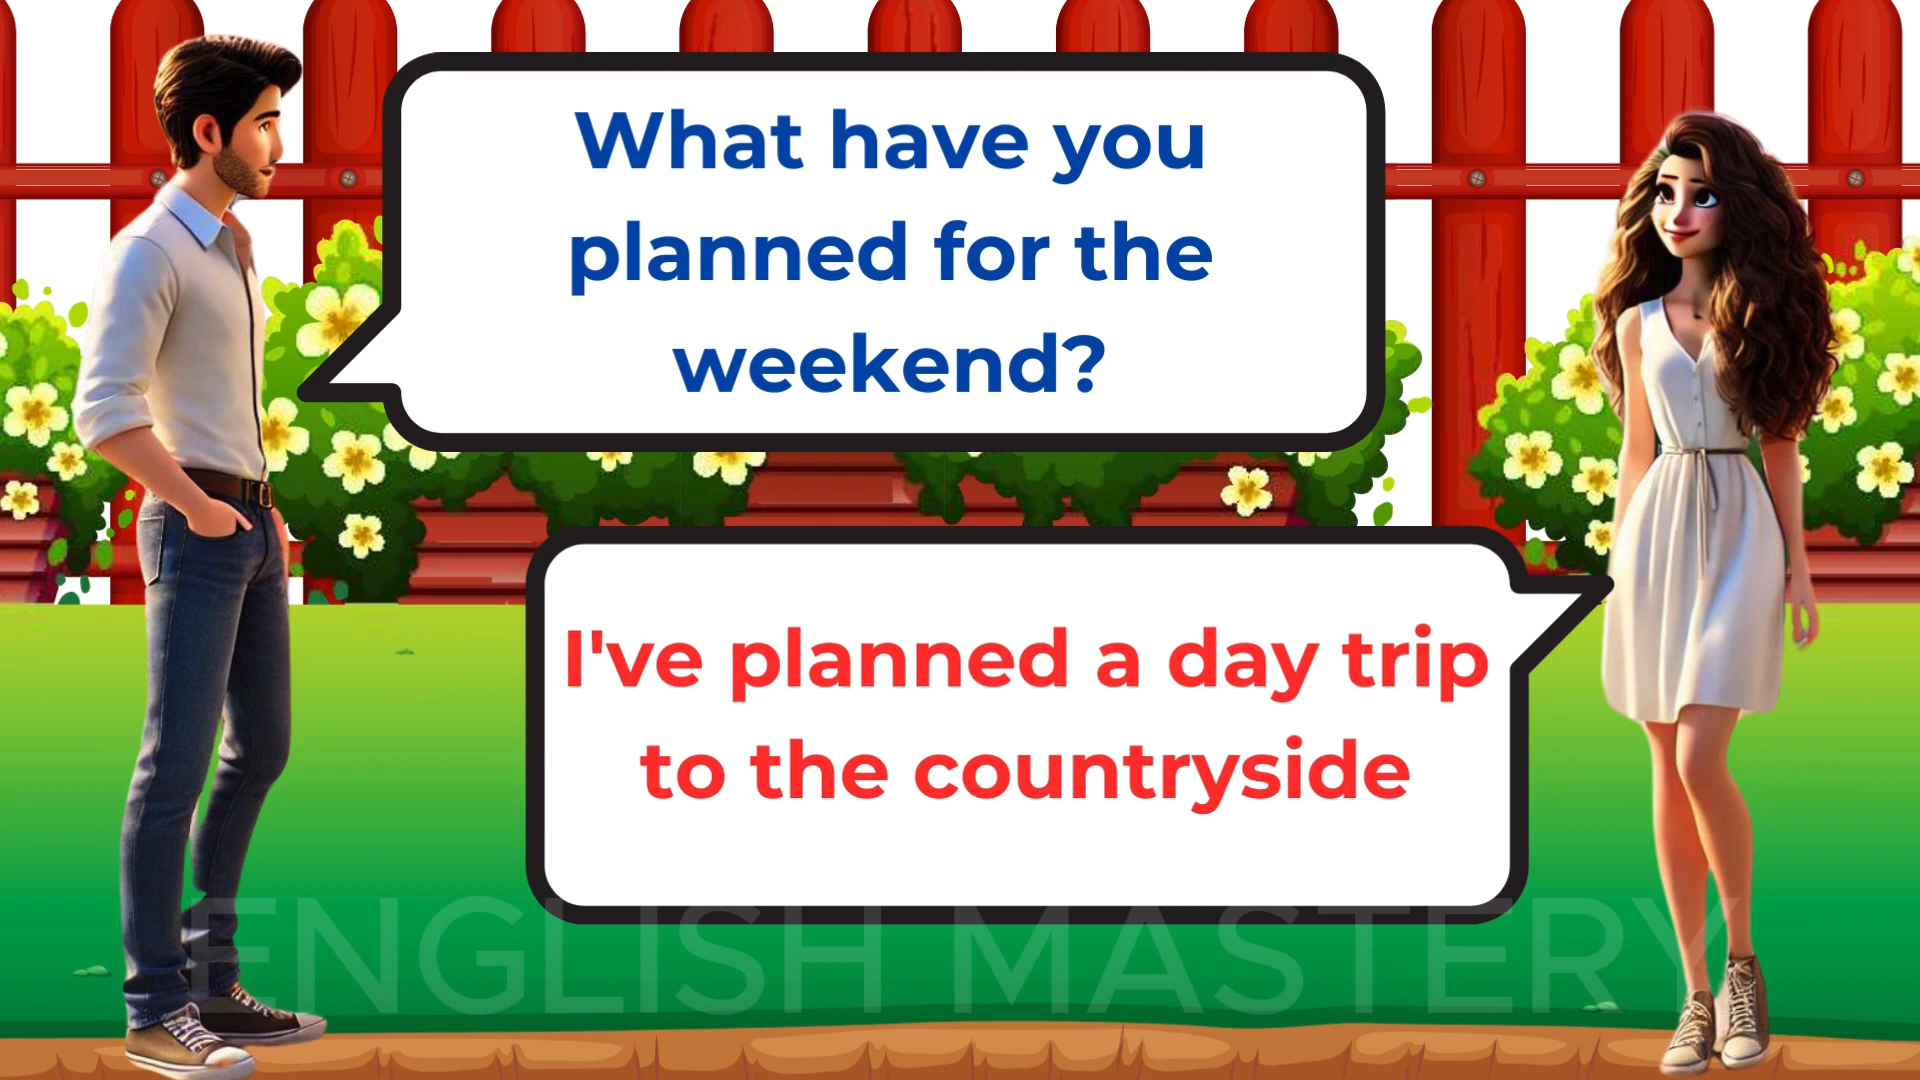 What have you
planned for the
weekend?
I've planned a day trip
to the countryside
ENGLISH MASTERY